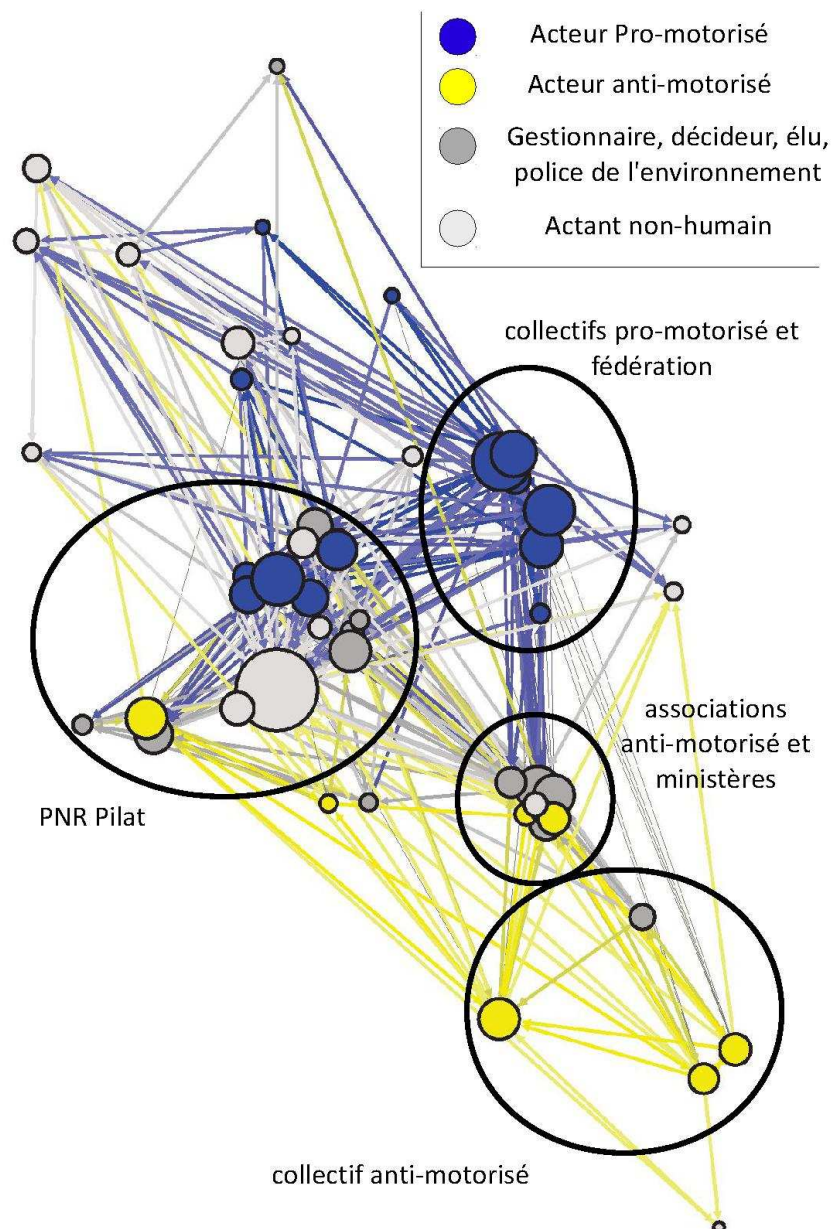 Acteur Pro-motorisé
Acteur anti-motorisé
Gestionnaire, décideur, élu,
police de l'environnement
Actant non-humain
collectifs pro-motorisé et
fédération
associations
anti-motorisé et
ministères
PNR Pilat
collectif anti-motorisé